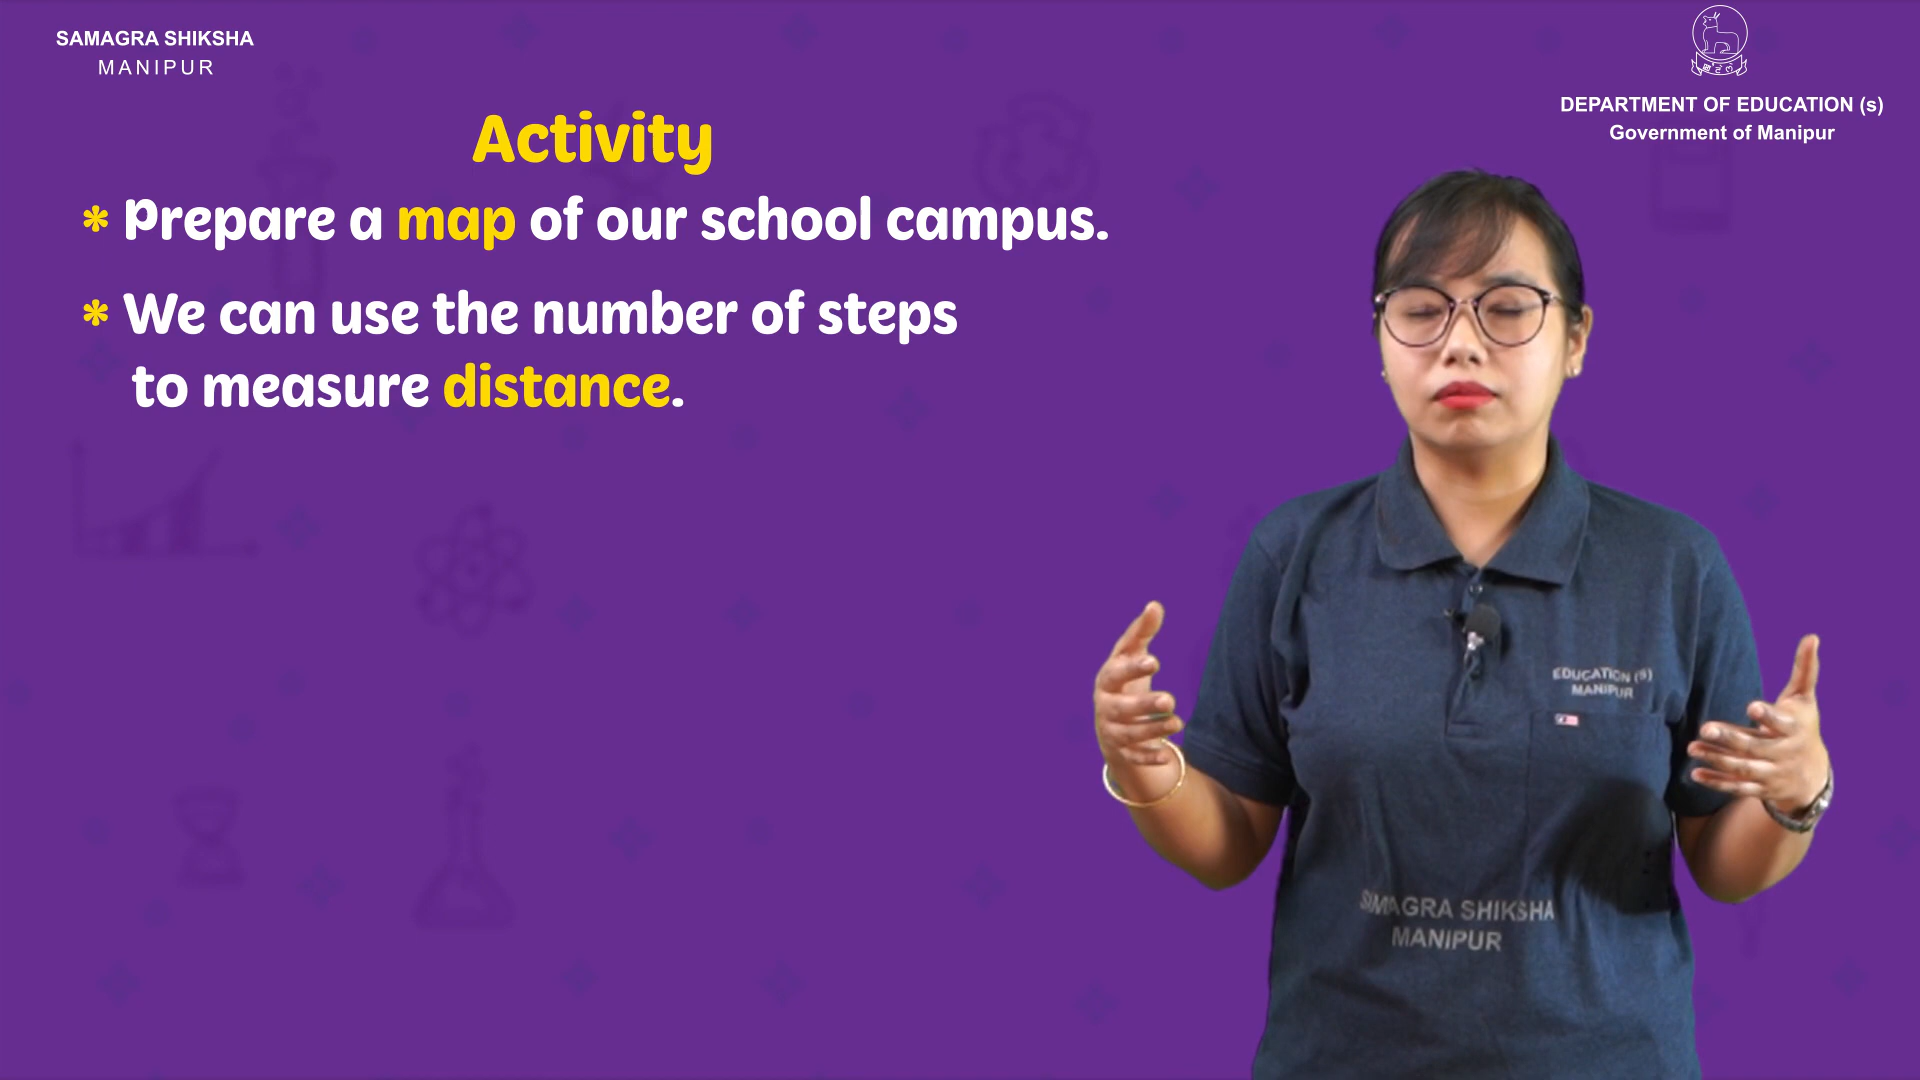 SAMAGRA SHIKSHA
MANIPUR
DEPARTMENT OF EDUCATION (s)
Government of Manipur
Activity
* Prepare a map of our school campus.
* We can use the number of steps
to measure distance.
EDUCATION (S)
MANIPUR
SAMAGRA SHIKSHA
MANIPUR